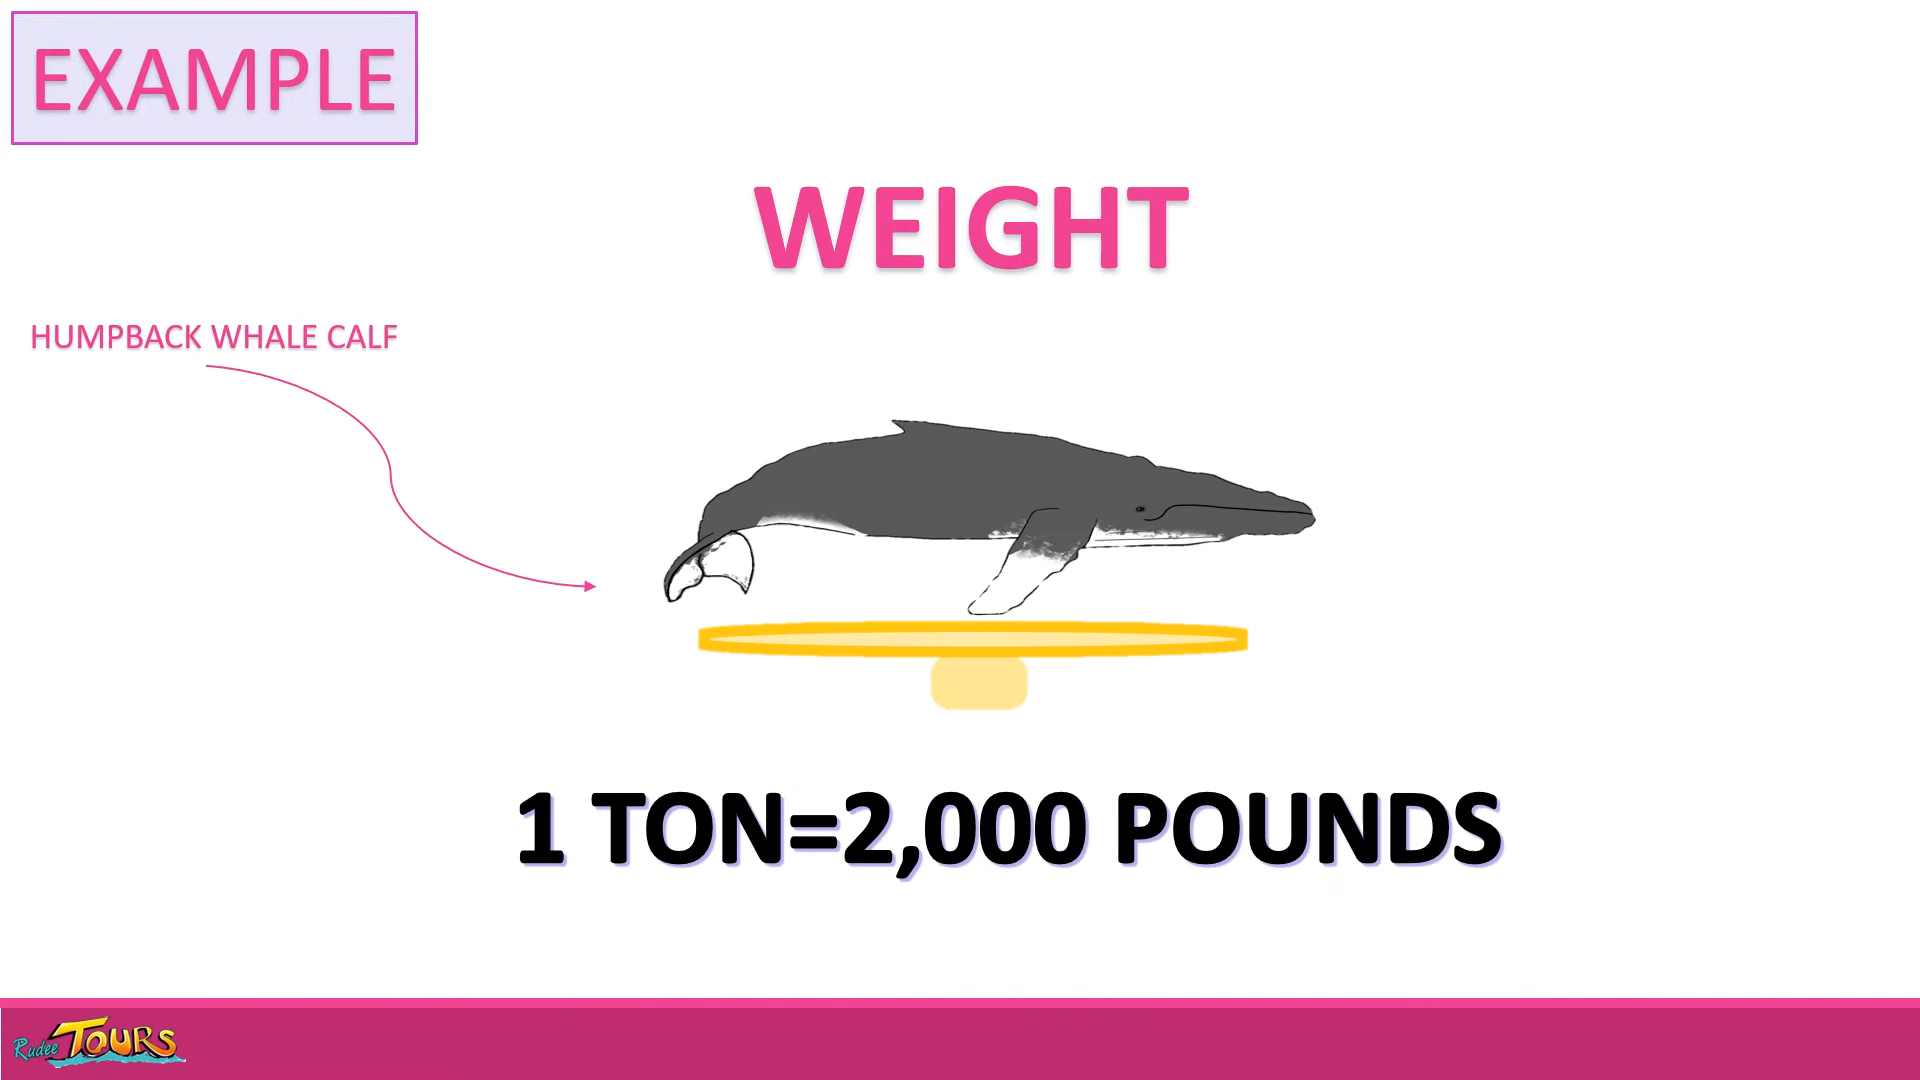 EXAMPLE
WEIGHT
HUMPBACK WHALE CALF
1 TON=2,000 POUNDS
Rudee TOURS